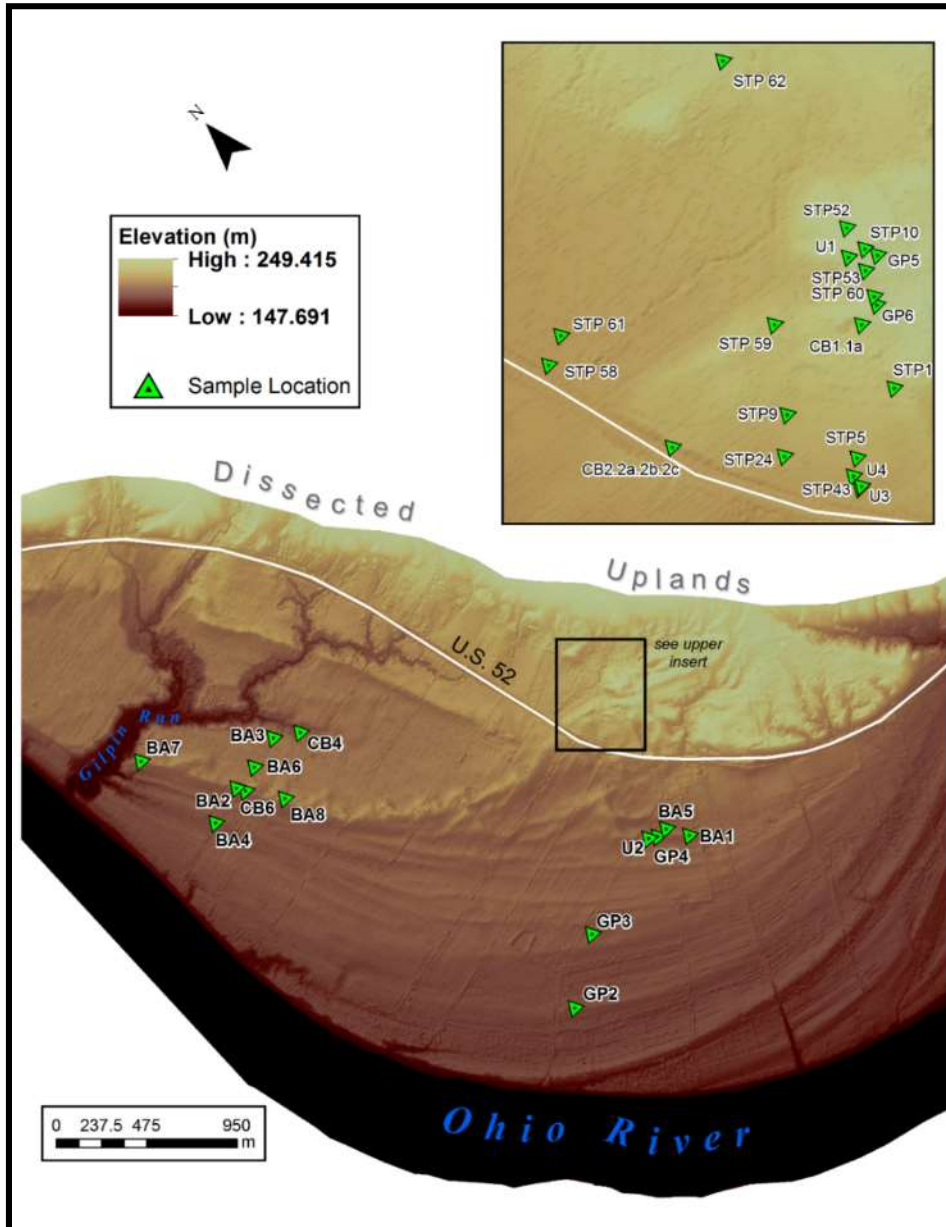 N
Elevation (m)
High : 249.415
Low : 147.691
Sample Location
STP 62
STP52
STP10
U1
GP5
STP53
STP 60
GP6
STP 61
STP 59
CB1.1a
STP 58
STP1
STP9
STP5
STP24
U4
CB2.2a.2b.2c
STP43
U3
Dissected
Uplands
see upper
insert
U.S. 52
Gilpin Run
BA7
BA3
CB4
BA6
BA2
CB6
BA8
BA4
BA5
BA1
U2
GP4
GP3
GP2
0 237.5 475 950
m
Ohio River